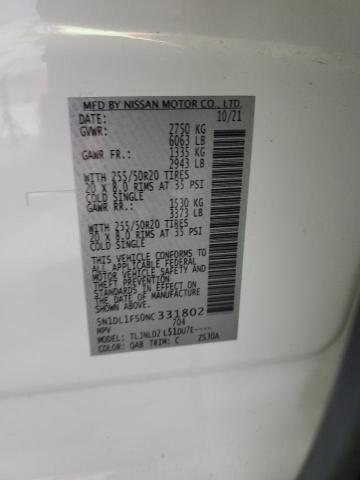 MFD BY NISSAN MOTOR CO., LTD.
DATE: 10/21
GVWR: 2750 KG
6063 LB
GAWR FR.: 1335 KG
2943 LB
WITH 255/50R20 TIRES
20 X 8.0 RIMS AT 35 PSI
COLD SINGLE
GAWR RR.: 1530 KG
3373 LB
WITH 255/50R20 TIRES
20 X 8.0 RIMS AT 35 PSI
COLD SINGLE
THIS VEHICLE CONFORMS TO
ALL APPLICABLE FEDERAL
MOTOR VEHICLE SAFETY
AND THEFT PREVENTION
STANDARDS IN EFFECT ON
THE DATE OF MANUFACTURE
SHOWN ABOVE.
5N1DL1FS0NC331802
MPV 704
MODEL: TLJNLDZ L51DU7E----
COLOR: QAB TRIM: C 2530A